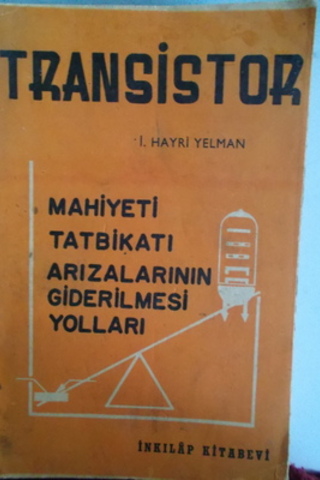 TRANSİSTOR
İ. HAYRİ YELMAN
MAHİYETİ
TATBİKATI
ARIZALARININ
GİDERİLMESİ
YOLLARI
İNKILÂP KİTABEVİ